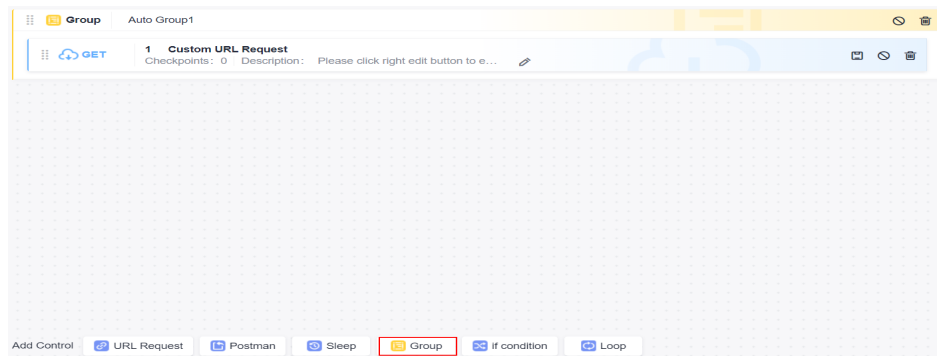 Group Auto Group1
GET 1 Custom URL Request
Checkpoints: 0 Description: Please click right edit button to e...
Add Control URL Request Postman Sleep Group if condition Loop